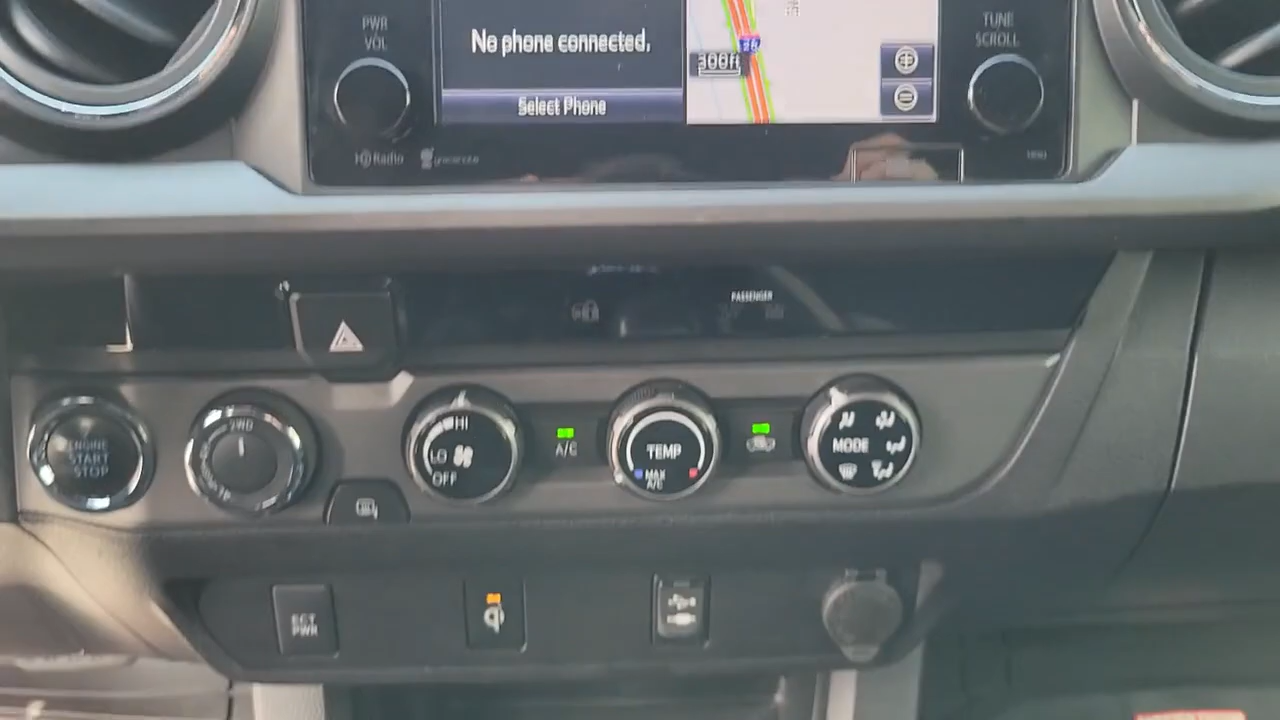 PWR
VOL
No phone connected.
Select Phone
300ft
TUNE
SCROLL
HD Radio
PASSENGER
ENGINE
START
STOP
2WD
HI
LO
OFF
A/C
TEMP
MAX
A/C
MODE
ECT
PWR